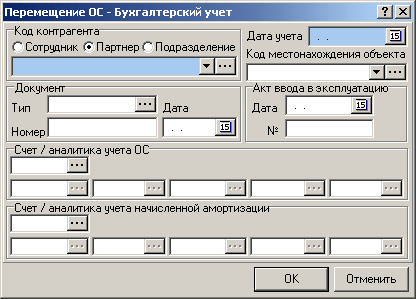 Перемещение ОС - Бухгалтерский учет
Код контрагента
Сотрудник Партнер Подразделение
Дата учета . . 15
Код местонахождения объекта
Документ
Тип Дата
Номер . . 15
Акт ввода в эксплуатацию
Дата . . 15
№
Счет / аналитика учета ОС
Счет / аналитика учета начисленной амортизации
OK Отменить